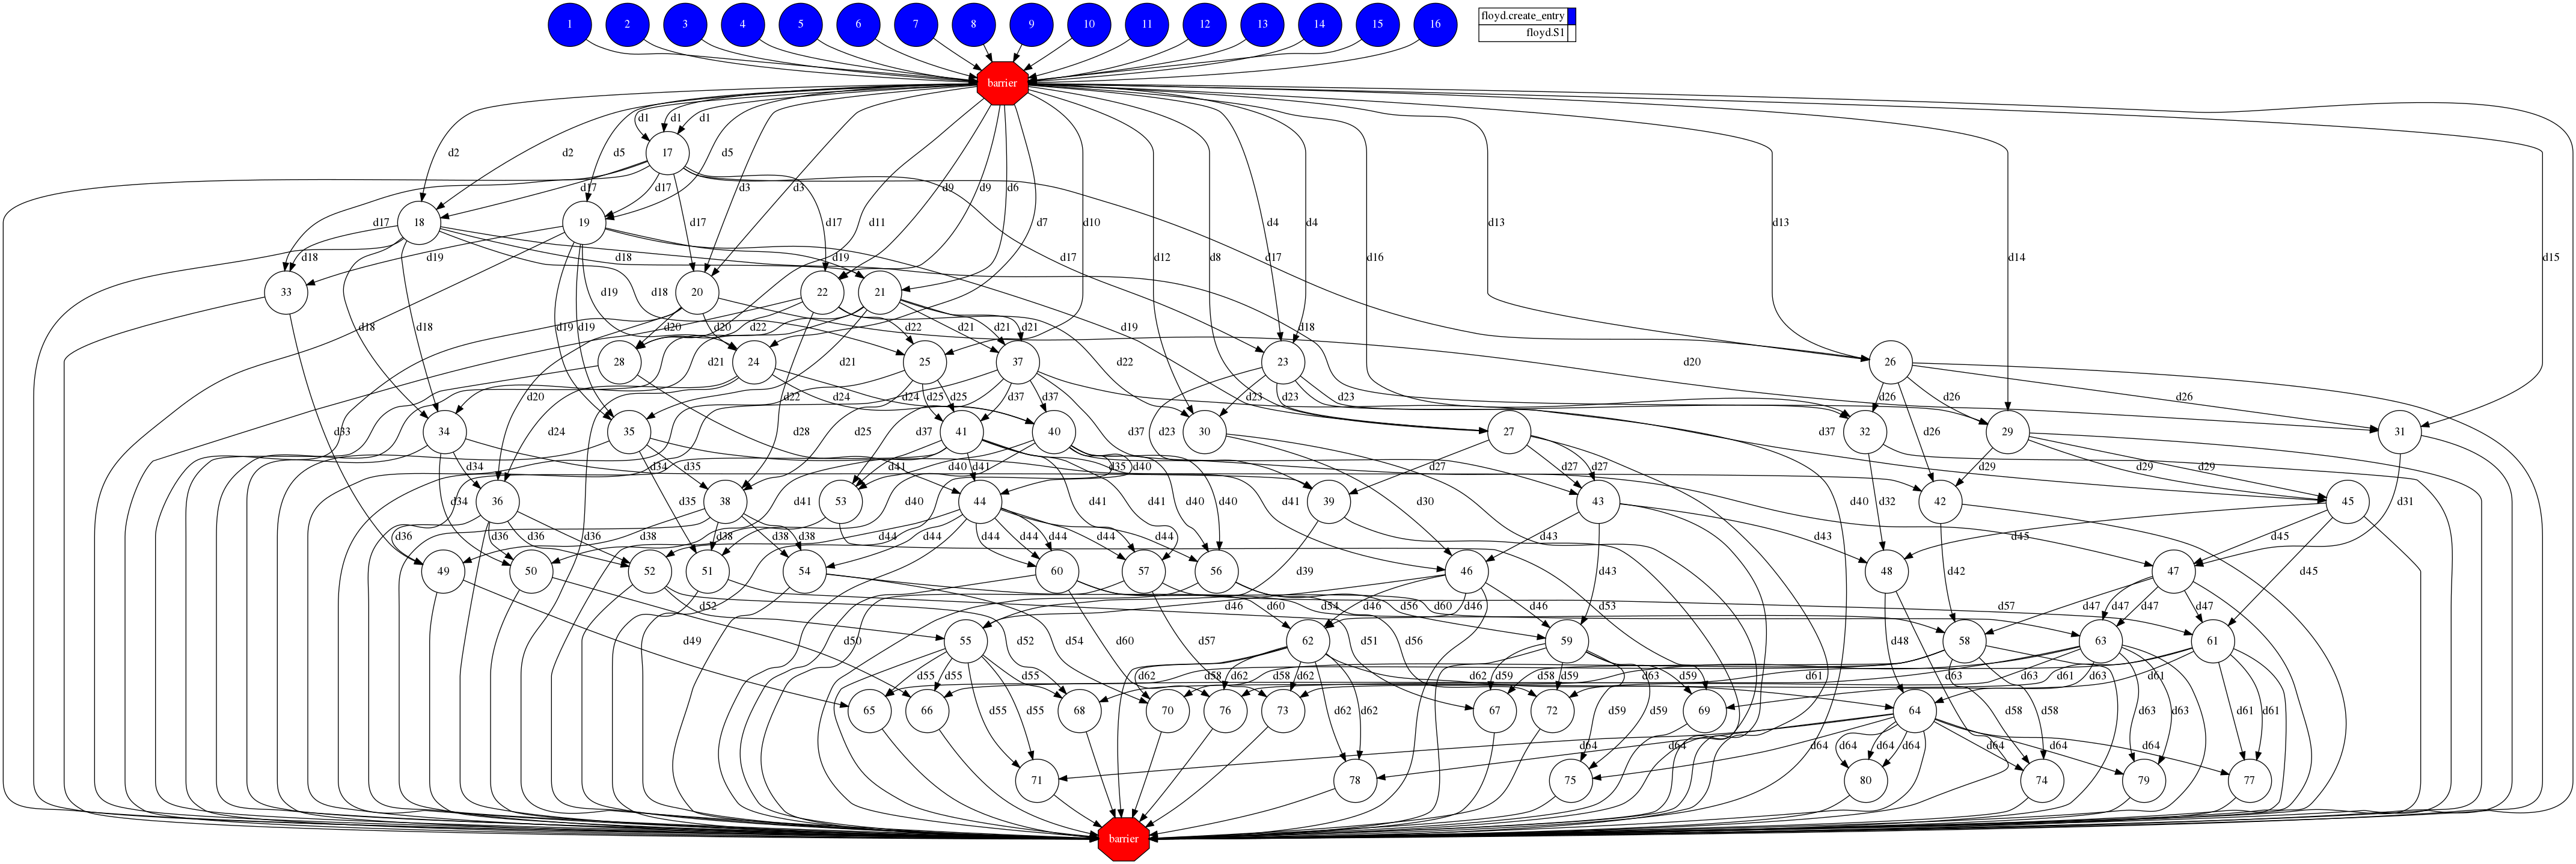 1 2 3 4 5 6 7 8 9 10 11 12 13 14 15 16 floyd.create_entry
floyd.S1
barrier
d1 d1 d1
d2 d2 d5 17 d5
d3 d3 d9 d9 d6
d17 d17
18 19
d17 d17 d17 d11 d7 d10 d4 d4 d13 d13
d18 d19 d19 d18 d17 d12 d8 d17 d16 d14 d15
33 20 22 21
d19 d18
d18 d18 d19 d19 d20 d20 d22 d22 d21 d21 d19 d18
28 24 25 37 23 26
d21 d21 d22 d20
d20 d22 d24 d24 d25 d25 d37 d37 d23 d23 d23 d26 d26 d26
34 35 41 40 30 27 32 29 31
d33 d24 d28 d25 d37 d37 d23 d37 d26
d34 d34 d35 d41 d41 d40 d35 d40 d27 d27 d27 d29 d29 d29
36 38 53 44 39 43 42 45
d34 d35 d41 d40 d41 d41 d40 d40 d41 d30 d40 d32 d31
d36 d36 d36 d36 d38 d38 d38 d38 d44 d44 d44 d44 d44 d44 d43 d43 d45 d45
49 50 52 51 54 60 57 56 46 48 47
d39 d43 d42 d45
d52 d46 d60 d54 d56 d60 d46 d46 d46 d53 d57 d47 d47 d47 d47
55 62 59 58 63 61
d49 d50 d52 d54 d60 d57 d51 d56 d48
d55 d55 d55 d62 d62 d62 d58 d62 d59 d59 d59 d58 d63 d61 d63 d63 d61 d63 d61
65 66 68 70 76 73 67 72 69 64
d55 d55 d62 d62 d59 d59 d58 d58 d63 d63 d61 d61
d64 d64 d64 d64 d64 d64 d64 d64 d64
71 78 75 80 74 79 77
barrier